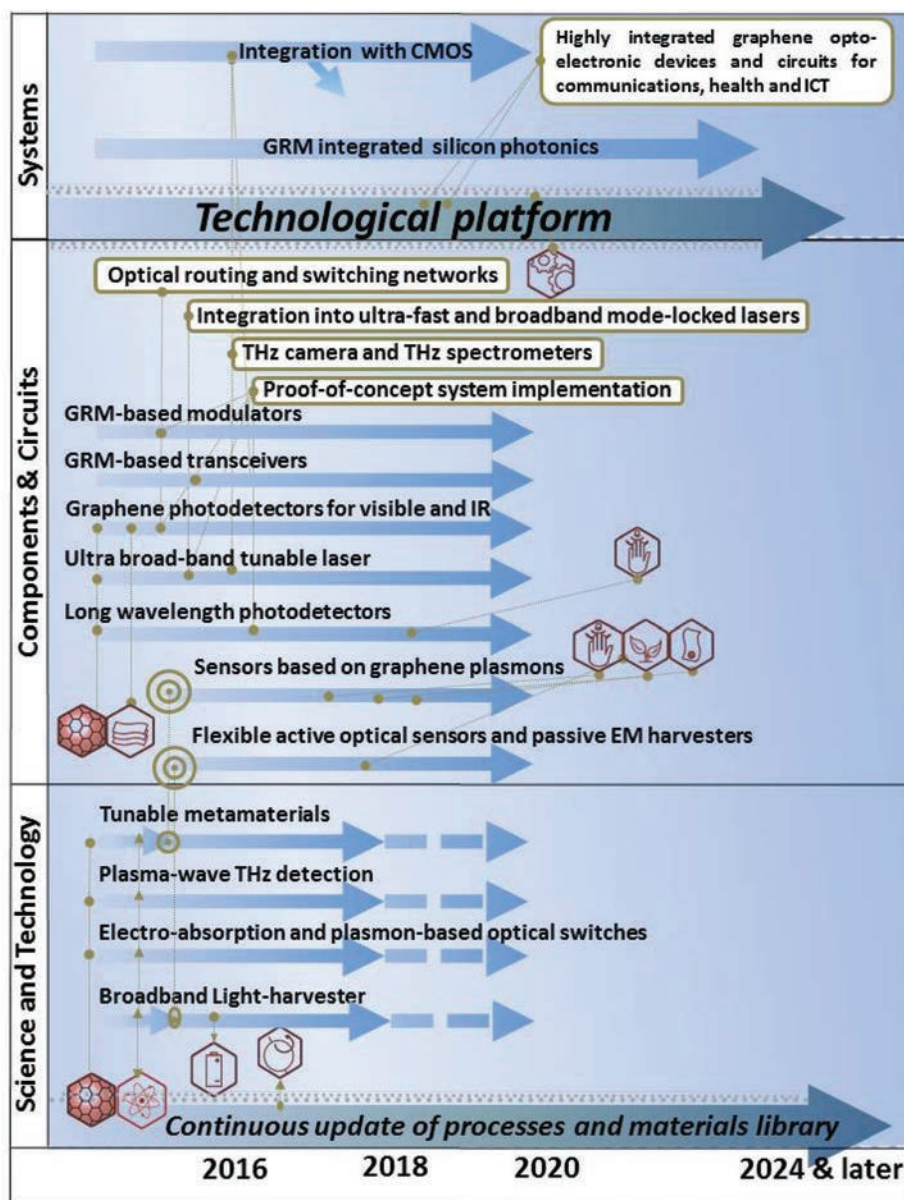 Systems
Integration with CMOS
Highly integrated graphene opto-
electronic devices and circuits for
communications, health and ICT
GRM integrated silicon photonics
Technological platform
Components & Circuits
Optical routing and switching networks
Integration into ultra-fast and broadband mode-locked lasers
THz camera and THz spectrometers
Proof-of-concept system implementation
GRM-based modulators
GRM-based transceivers
Graphene photodetectors for visible and IR
Ultra broad-band tunable laser
Long wavelength photodetectors
Sensors based on graphene plasmons
Flexible active optical sensors and passive EM harvesters
Science and Technology
Tunable metamaterials
Plasma-wave THz detection
Electro-absorption and plasmon-based optical switches
Broadband Light-harvester
Continuous update of processes and materials library
2016 2018 2020 2024 & later